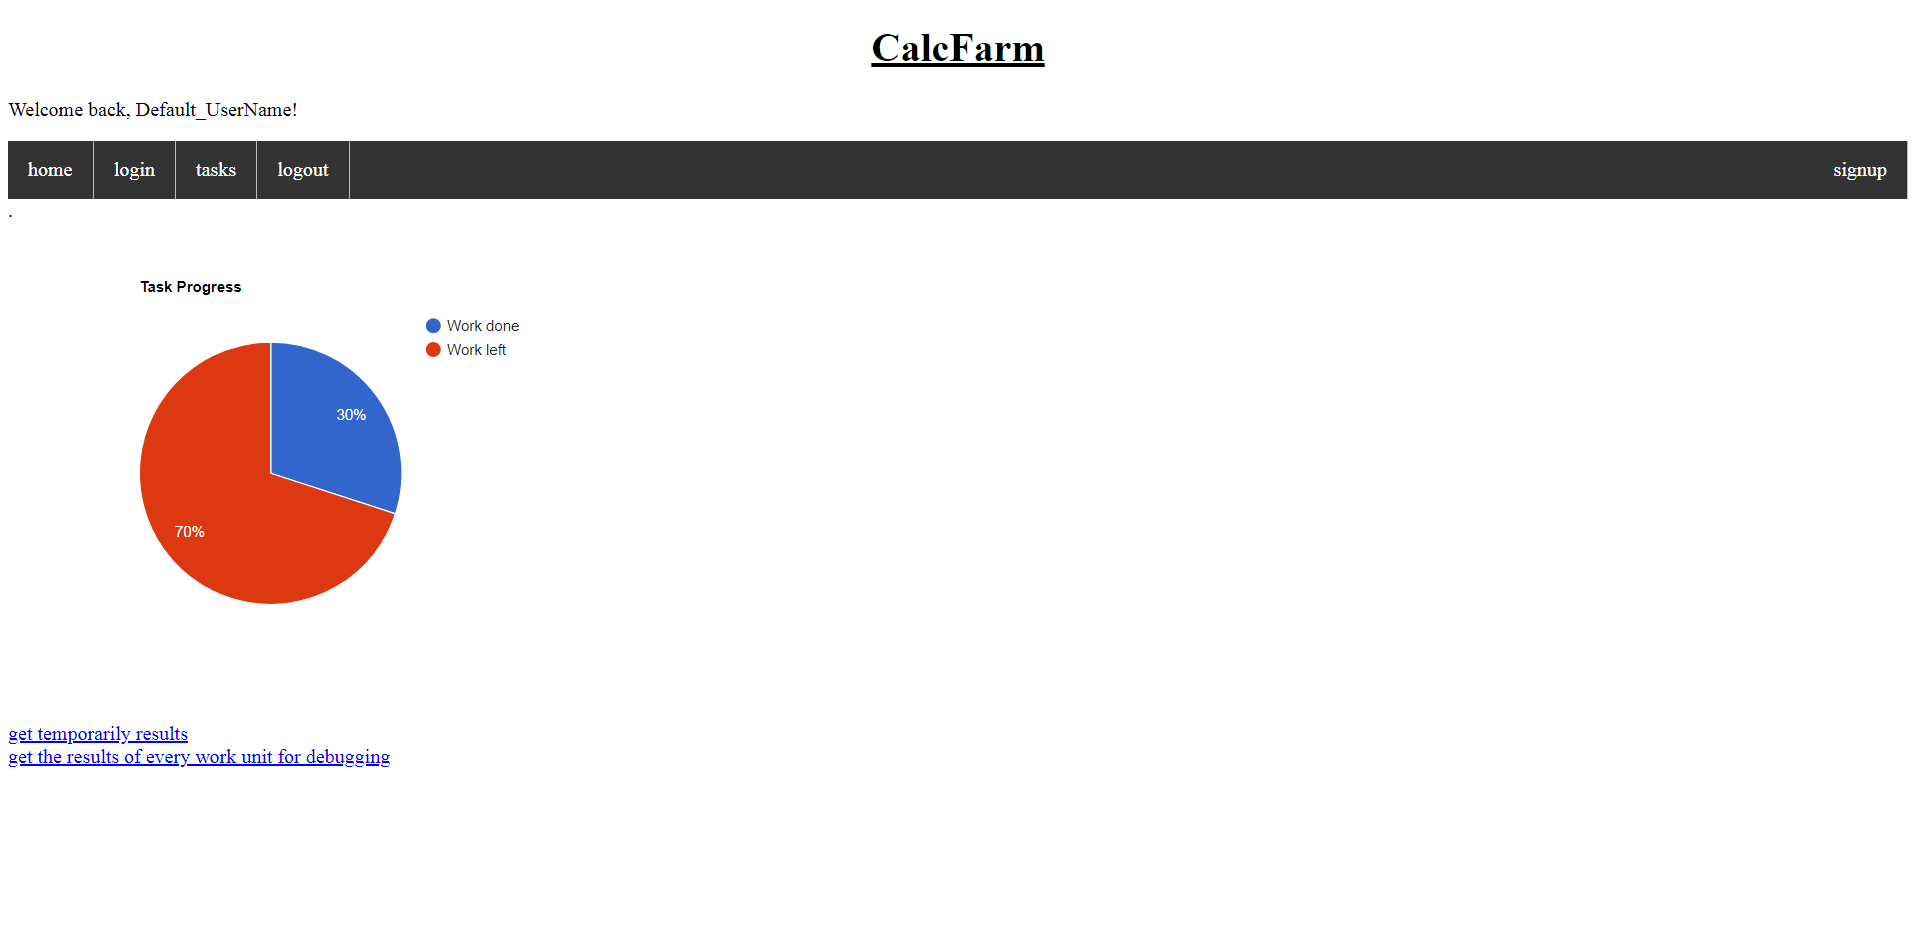 CalcFarm
Welcome back, Default_UserName!
home login tasks logout signup
.
Task Progress
Work done
Work left
30%
70%
get temporarily results
get the results of every work unit for debugging